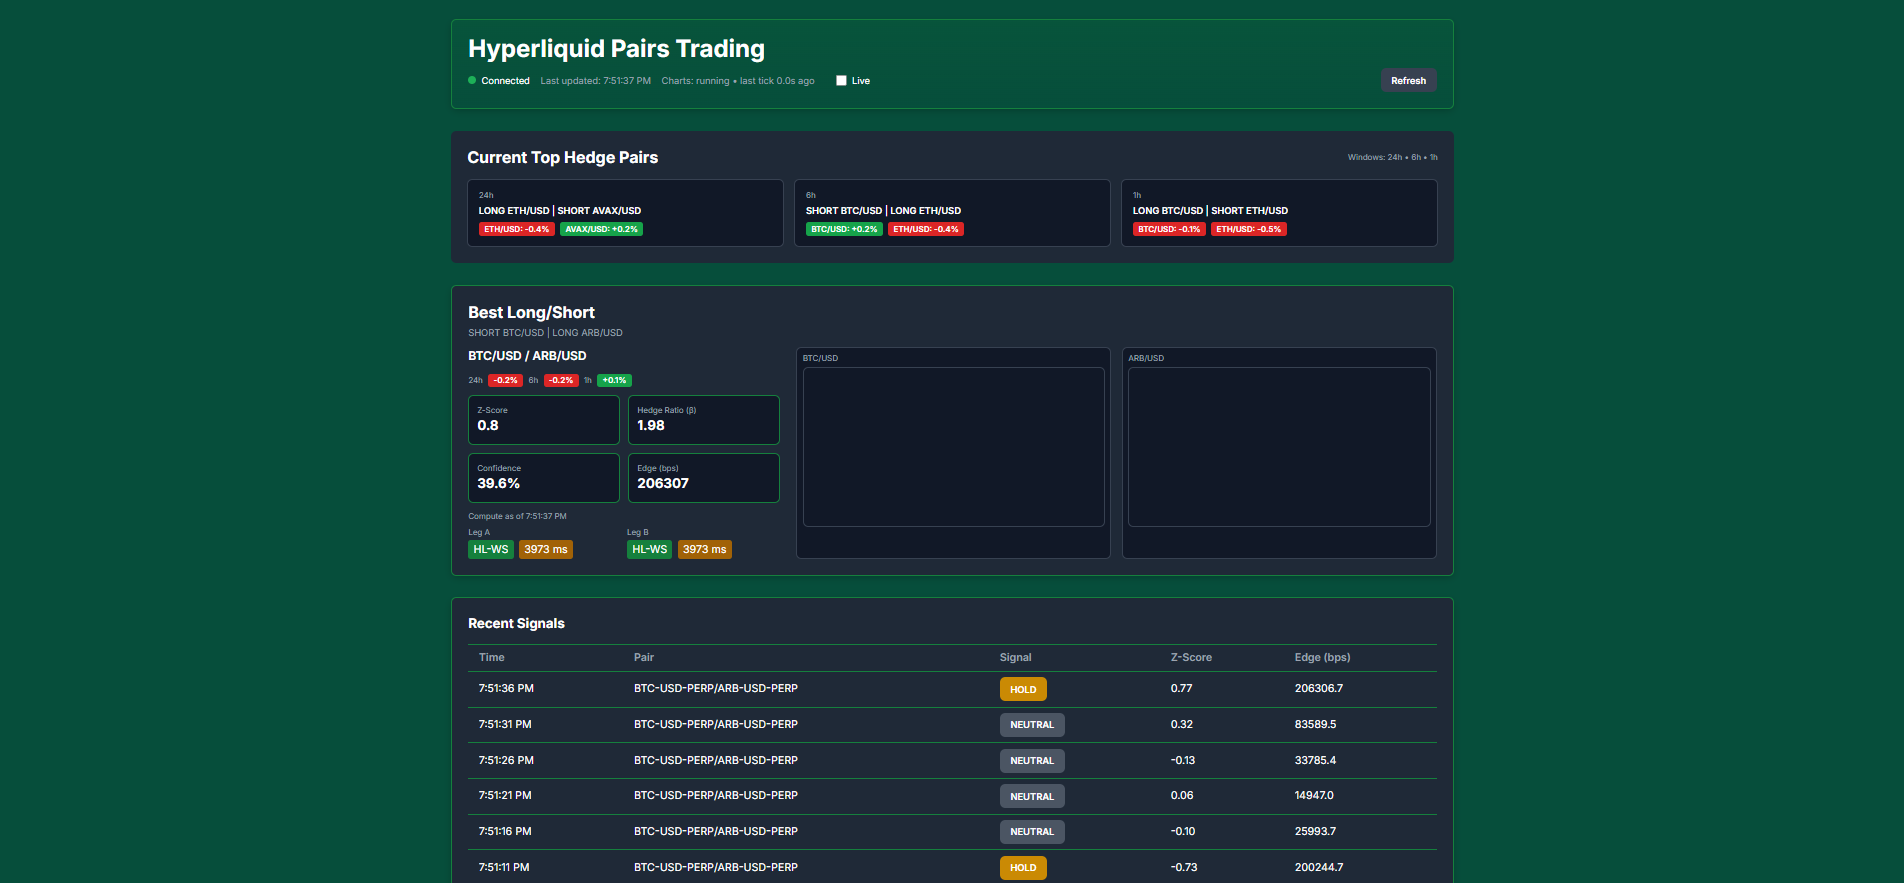 Hyperliquid Pairs Trading
Connected Last updated: 7:51:37 PM Charts: running • last tick 0.0s ago Live Refresh
Current Top Hedge Pairs Windows: 24h • 6h • 1h
24h
LONG ETH/USD | SHORT AVAX/USD
ETH/USD: -0.4% AVAX/USD: +0.2%
6h
SHORT BTC/USD | LONG ETH/USD
BTC/USD: +0.2% ETH/USD: -0.4%
1h
LONG BTC/USD | SHORT ETH/USD
BTC/USD: -0.1% ETH/USD: -0.5%
Best Long/Short
SHORT BTC/USD | LONG ARB/USD
BTC/USD / ARB/USD
24h -0.2% 6h -0.2% 1h +0.1%
Z-Score
0.8
Hedge Ratio (β)
1.98
Confidence
39.6%
Edge (bps)
206307
Compute as of 7:51:37 PM
Leg A
HL-WS 3973 ms
Leg B
HL-WS 3973 ms
BTC/USD
ARB/USD
Recent Signals
Time Pair Signal Z-Score Edge (bps)
7:51:36 PM BTC-USD-PERP/ARB-USD-PERP HOLD 0.77 206306.7
7:51:31 PM BTC-USD-PERP/ARB-USD-PERP NEUTRAL 0.32 83589.5
7:51:26 PM BTC-USD-PERP/ARB-USD-PERP NEUTRAL -0.13 33785.4
7:51:21 PM BTC-USD-PERP/ARB-USD-PERP NEUTRAL 0.06 14947.0
7:51:16 PM BTC-USD-PERP/ARB-USD-PERP NEUTRAL -0.10 25993.7
7:51:11 PM BTC-USD-PERP/ARB-USD-PERP HOLD -0.73 200244.7